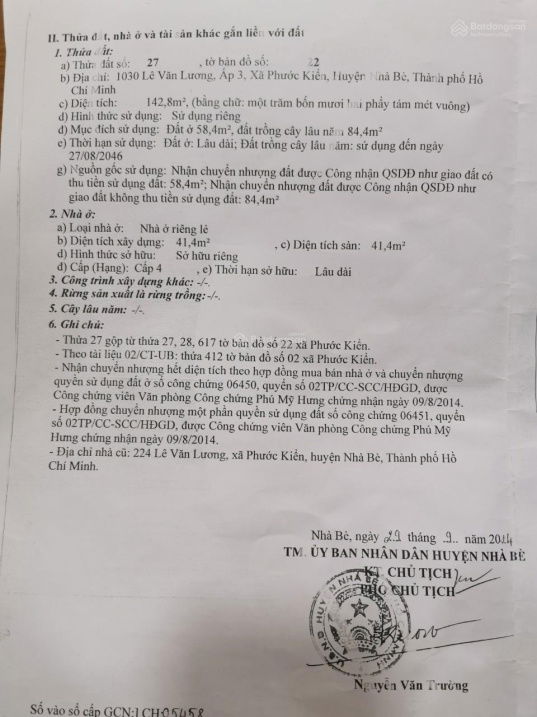 Batdongsan
II. Thửa đất, nhà ở và tài sản khác gắn liền với đất
1. Thửa đất:
a) Thửa đất số: 27 , tờ bản đồ số: 22
b) Địa chỉ: 1030 Lê Văn Lương, Ấp 3, Xã Phước Kiển, Huyện Nhà Bè, Thành phố Hồ
Chí Minh
c) Diện tích: 142,8m², (bằng chữ: một trăm bốn mươi hai phẩy tám mét vuông)
d) Hình thức sử dụng: Sử dụng riêng
đ) Mục đích sử dụng: Đất ở 58,4m², đất trồng cây lâu năm 84,4m²
e) Thời hạn sử dụng: Đất ở: Lâu dài; Đất trồng cây lâu năm: sử dụng đến ngày
27/08/2046
g) Nguồn gốc sử dụng: Nhận chuyển nhượng đất được Công nhận QSDĐ như giao đất có
thu tiền sử dụng đất: 58,4m²; Nhận chuyển nhượng đất được Công nhận QSDĐ như
giao đất không thu tiền sử dụng đất: 84,4m²
2. Nhà ở:
a) Loại nhà ở: Nhà ở riêng lẻ
b) Diện tích xây dựng: 41,4m² , c) Diện tích sàn: 41,4m²
d) Hình thức sở hữu: Sở hữu riêng
đ) Cấp (Hạng): Cấp 4 , e) Thời hạn sở hữu: Lâu dài
3. Công trình xây dựng khác: -/-.
4. Rừng sản xuất là rừng trồng:-/-.
5. Cây lâu năm: -/-.
6. Ghi chú:
- Thửa 27 gộp từ thửa 27, 28, 617 tờ bản đồ số 22 xã Phước Kiển.
- Theo tài liệu 02/CT-UB: thửa 412 tờ bản đồ số 02 xã Phước Kiển.
- Nhận chuyển nhượng hết diện tích theo hợp đồng mua bán nhà ở và chuyển nhượng
quyền sử dụng đất ở số công chứng 06450, quyển số 02TP/CC-SCC/HĐGD, được
Công chứng viên Văn phòng Công chứng Phú Mỹ Hưng chứng nhận ngày 09/8/2014.
- Hợp đồng chuyển nhượng một phần quyền sử dụng đất số công chứng 06451, quyển
số 02TP/CC-SCC/HĐGD, được Công chứng viên Văn phòng Công chứng Phú Mỹ
Hưng chứng nhận ngày 09/8/2014.
- Địa chỉ nhà cũ: 224 Lê Văn Lương, xã Phước Kiển, huyện Nhà Bè, Thành phố Hồ
Chí Minh.
Nhà Bè, ngày 29 tháng 9 năm 2014
TM. ỦY BAN NHÂN DÂN HUYỆN NHÀ BÈ
KT. CHỦ TỊCH
PHÓ CHỦ TỊCH
U.B.N.D HUYỆN NHÀ BÈ
Nguyễn Văn Trường
Số vào sổ cấp GCN: CH05458